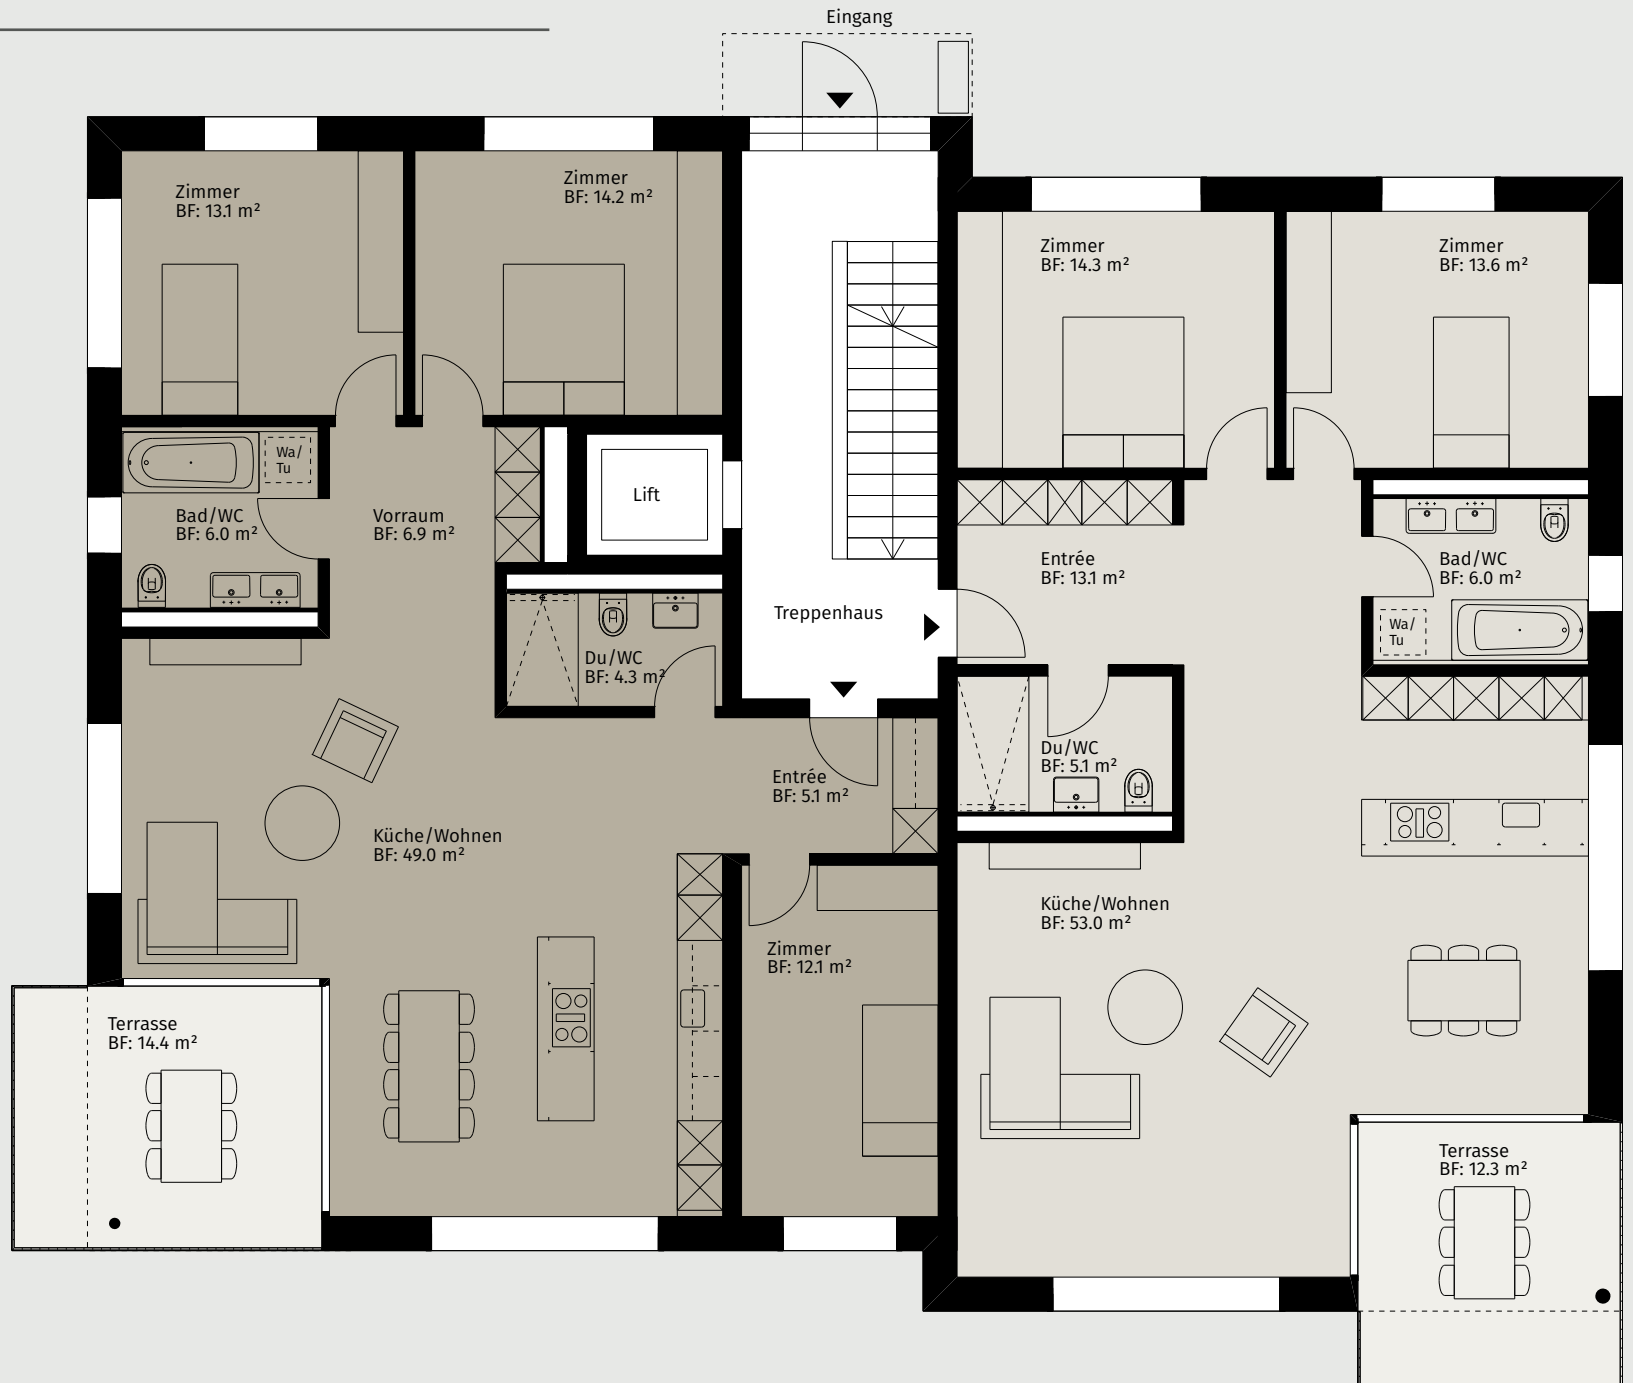 Eingang
Zimmer
BF: 13.1 m²
Zimmer
BF: 14.2 m²
Zimmer
BF: 14.3 m²
Zimmer
BF: 13.6 m²
Wa/
Tu
Bad/WC
BF: 6.0 m²
Vorraum
BF: 6.9 m²
Lift
Entrée
BF: 13.1 m²
Bad/WC
BF: 6.0 m²
Wa/
Tu
Treppenhaus
Du/WC
BF: 4.3 m²
Du/WC
BF: 5.1 m²
Entrée
BF: 5.1 m²
Küche/Wohnen
BF: 49.0 m²
Küche/Wohnen
BF: 53.0 m²
Zimmer
BF: 12.1 m²
Terrasse
BF: 14.4 m²
Terrasse
BF: 12.3 m²